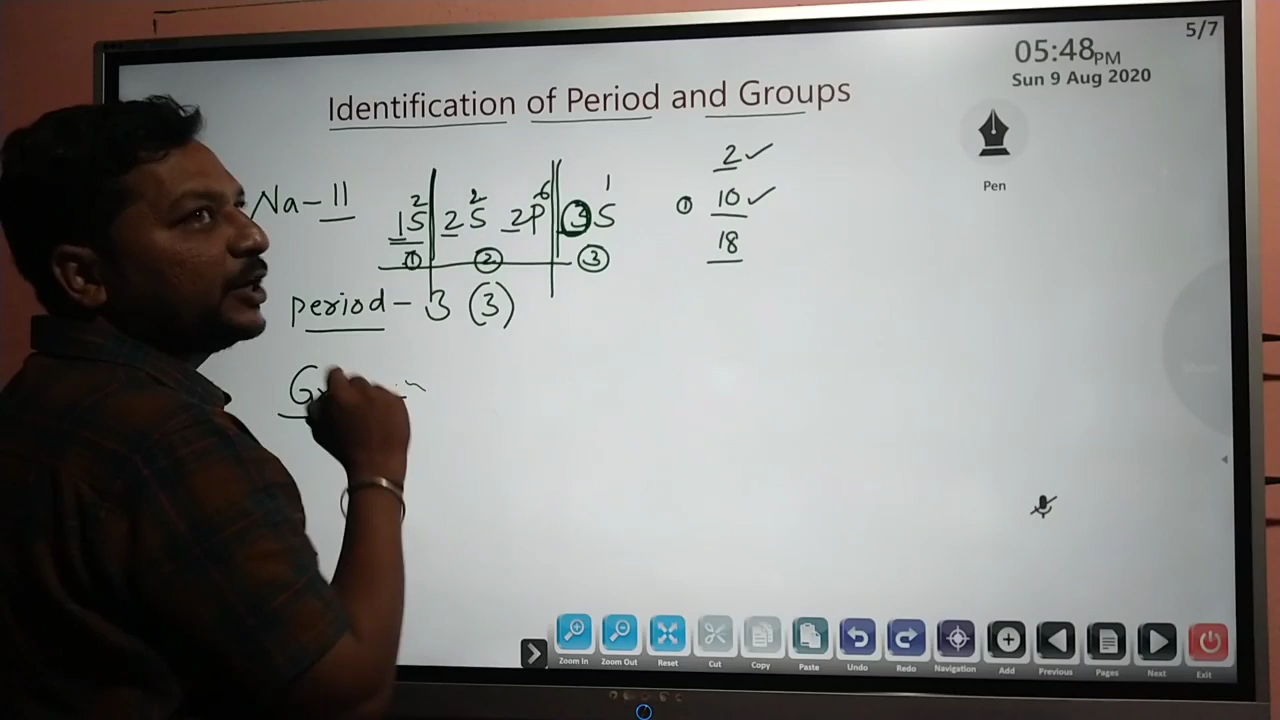 5/7
05:48PM
Sun 9 Aug 2020
Identification of Period and Groups
Pen
Na-11 1S² 2S² 2P⁶ 3S¹
① ② ③
2✓
① 10✓
18
period - 3 (3)
Zoom In Zoom Out Reset Cut Copy Paste Undo Redo Navigation Add Previous Pages Next Exit